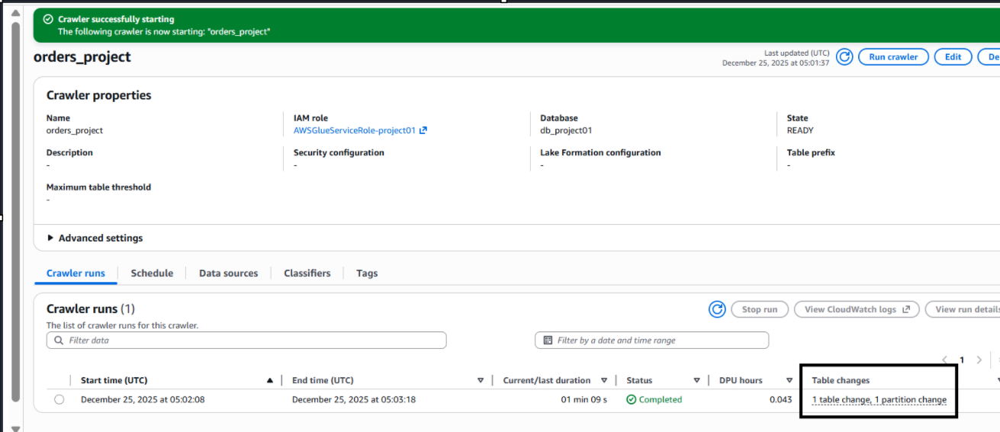 Crawler successfully starting
The following crawler is now starting: "orders_project"
orders_project
Last updated (UTC)
December 25, 2025 at 05:01:37
Run crawler
Edit
De
Crawler properties
Name
orders_project
IAM role
AWSGlueServiceRole-project01
Database
db_project01
State
READY
Description
-
Security configuration
-
Lake Formation configuration
-
Table prefix
-
Maximum table threshold
-
Advanced settings
Crawler runs
Schedule
Data sources
Classifiers
Tags
Crawler runs (1)
The list of crawler runs for this crawler.
Stop run
View CloudWatch logs
View run details
Filter data
Filter by a date and time range
1
Start time (UTC)
End time (UTC)
Current/last duration
Status
DPU hours
Table changes
December 25, 2025 at 05:02:08
December 25, 2025 at 05:03:18
01 min 09 s
Completed
0.043
1 table change, 1 partition change